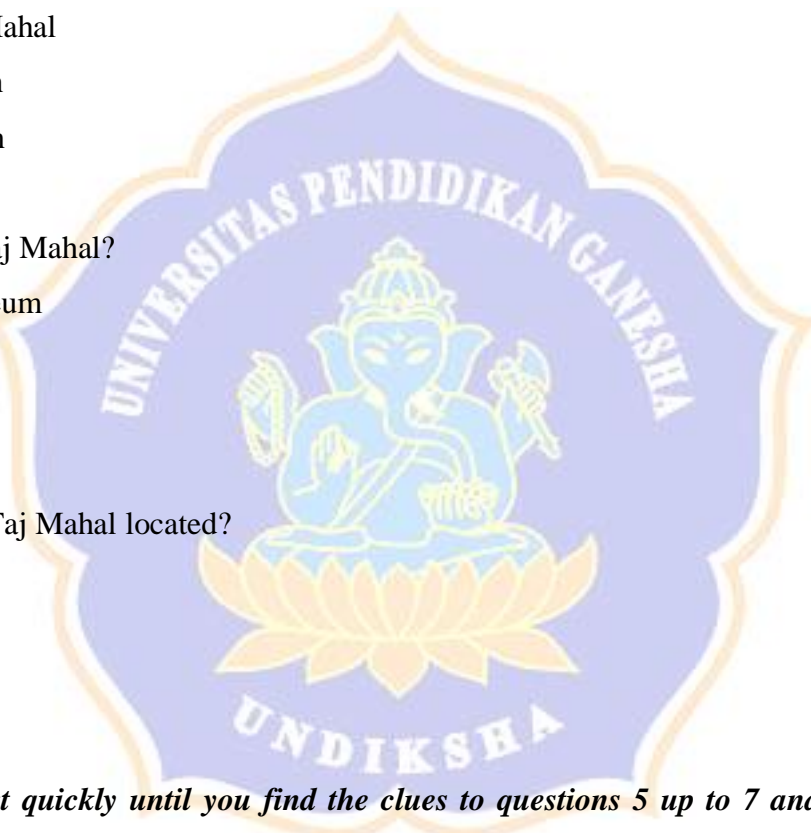 Mahal
UNIVERSITAS PENDIDIKAN GANESHA
aj Mahal?
um
Taj Mahal located?
UNDIKSHA
t quickly until you find the clues to questions 5 up to 7 and